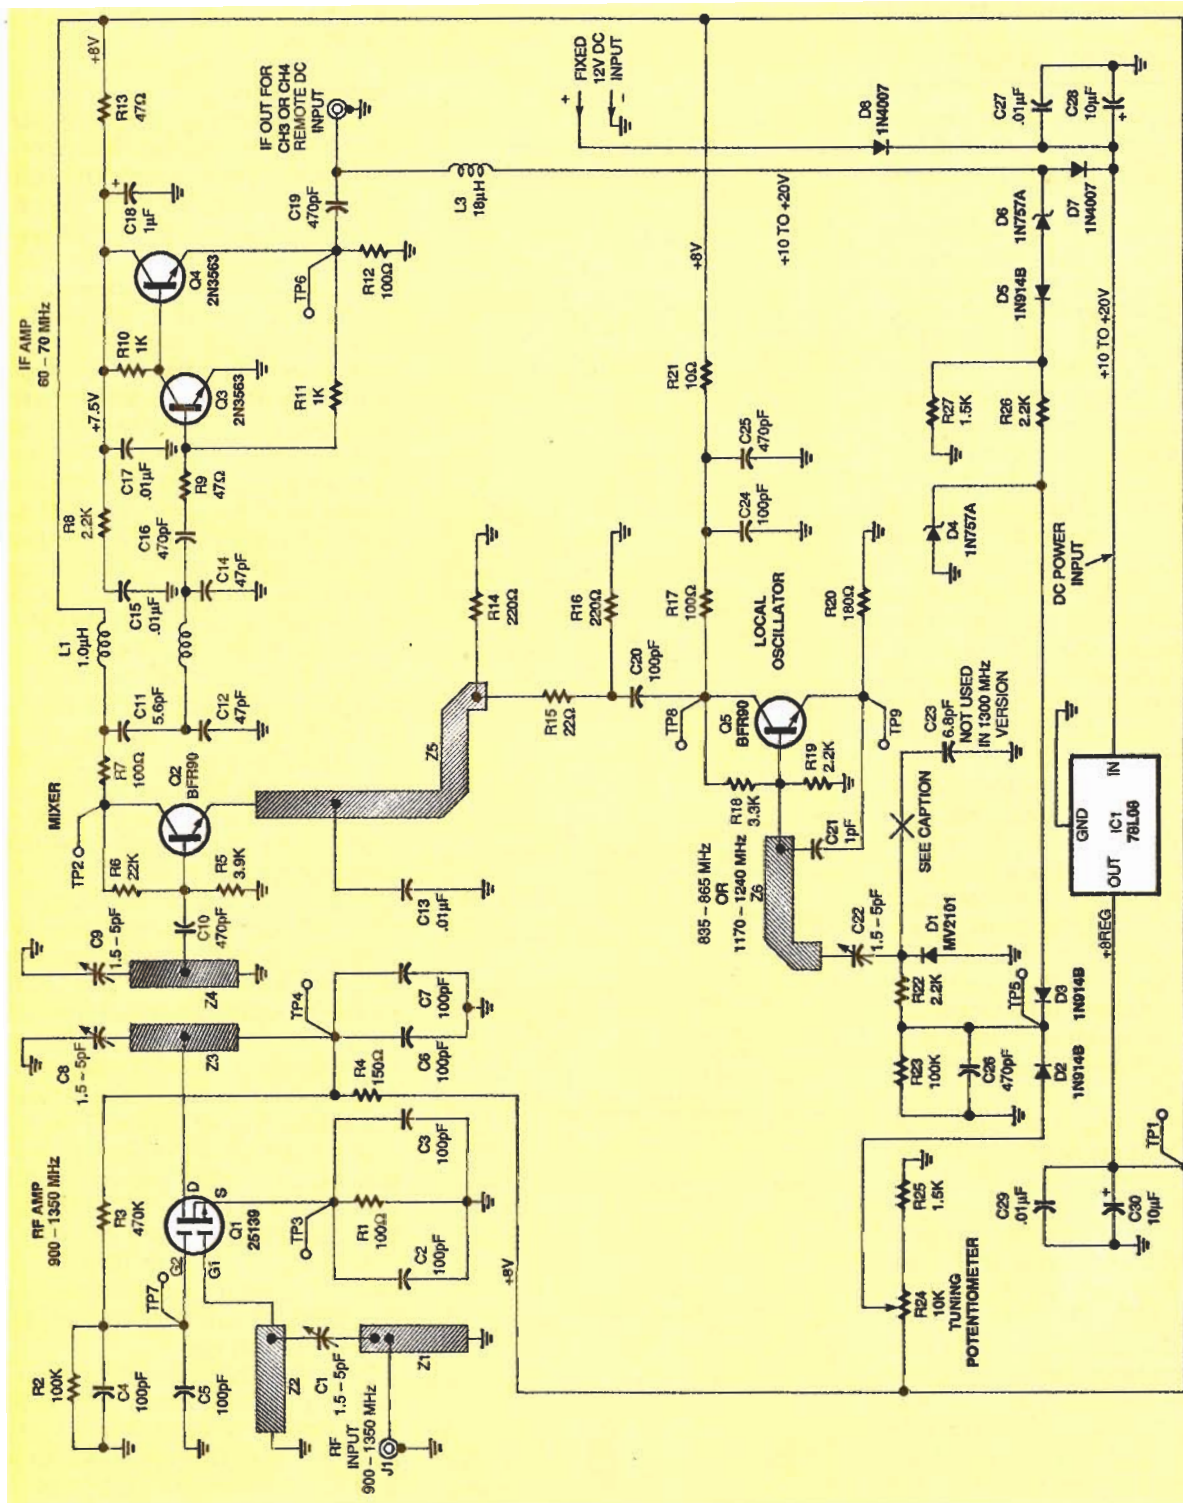 IF AMP
60 – 70 MHz
MIXER
RF AMP
900 – 1350 MHz
R2
100K
C4
100pF
C5
100pF
TP7
G2
G1
D
S
Q1
25139
R3
470K
Z2
C1
1.5 – 5pF
RF
INPUT
900 – 1350 MHz
J1
Z1
TP3
R1
100Ω
C2
100pF
C3
100pF
+8V
R4
150Ω
C6
100pF
C7
100pF
TP4
C8
1.5 – 5pF
Z3
Z4
C9
1.5 – 5pF
C10
470pF
R6
22K
R5
3.9K
TP2
Q2
BFR90
R7
100Ω
C11
5.6pF
C12
47pF
L1
1.0µH
C15
.01µF
C14
47pF
R8
2.2K
C16
470pF
C17
.01µF
R9
47Ω
+7.5V
R10
1K
Q3
2N3563
Q4
2N3563
R11
1K
TP6
R12
100Ω
C18
1µF
+
R13
47Ω
+8V
C19
470pF
IF OUT FOR
CH3 OR CH4
REMOTE DC
INPUT
L3
18µH
C13
.01µF
Z5
R14
220Ω
R15
22Ω
R16
220Ω
C20
100pF
TP8
R17
100Ω
C24
100pF
C25
470pF
R21
10Ω
+8V
FIXED
12V DC
INPUT
+
–
D8
1N4007
C27
.01µF
C28
10µF
+
+10 TO +20V
D6
1N757A
D7
1N4007
D5
1N914B
R27
1.5K
R26
2.2K
D4
1N757A
+10 TO +20V
DC POWER
INPUT
LOCAL
OSCILLATOR
Q5
BFR90
R18
3.3K
R19
2.2K
R20
180Ω
TP9
C21
1pF
835 – 865 MHz
OR
1170 – 1240 MHz
Z6
C22
1.5 – 5pF
SEE CAPTION
C23
6.8pF
NOT USED
IN 1300 MHz
VERSION
D1
MV2101
R22
2.2K
TP5
R23
100K
C26
470pF
D3
1N914B
D2
1N914B
R24
10K
TUNING
POTENTIOMETER
R25
1.5K
GND
OUT
IC1
78L08
IN
+8REG
C29
.01µF
C30
10µF
+
TP1